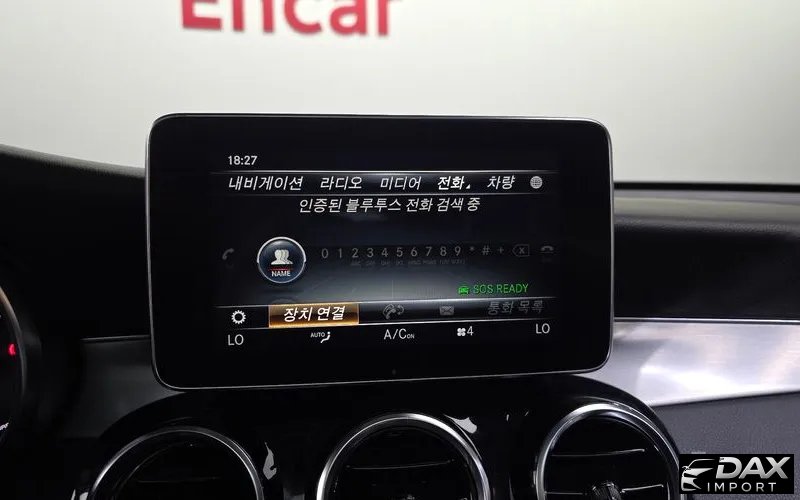 Encar
18:27
내비게이션 라디오 미디어 전화 차량
인증된 블루투스 전화 검색 중
NAME
0 1 2 3 4 5 6 7 8 9 * # +
SOS READY
장치 연결 통화 목록
LO AUTO A/C ON 4 LO
DAX
IMPORT